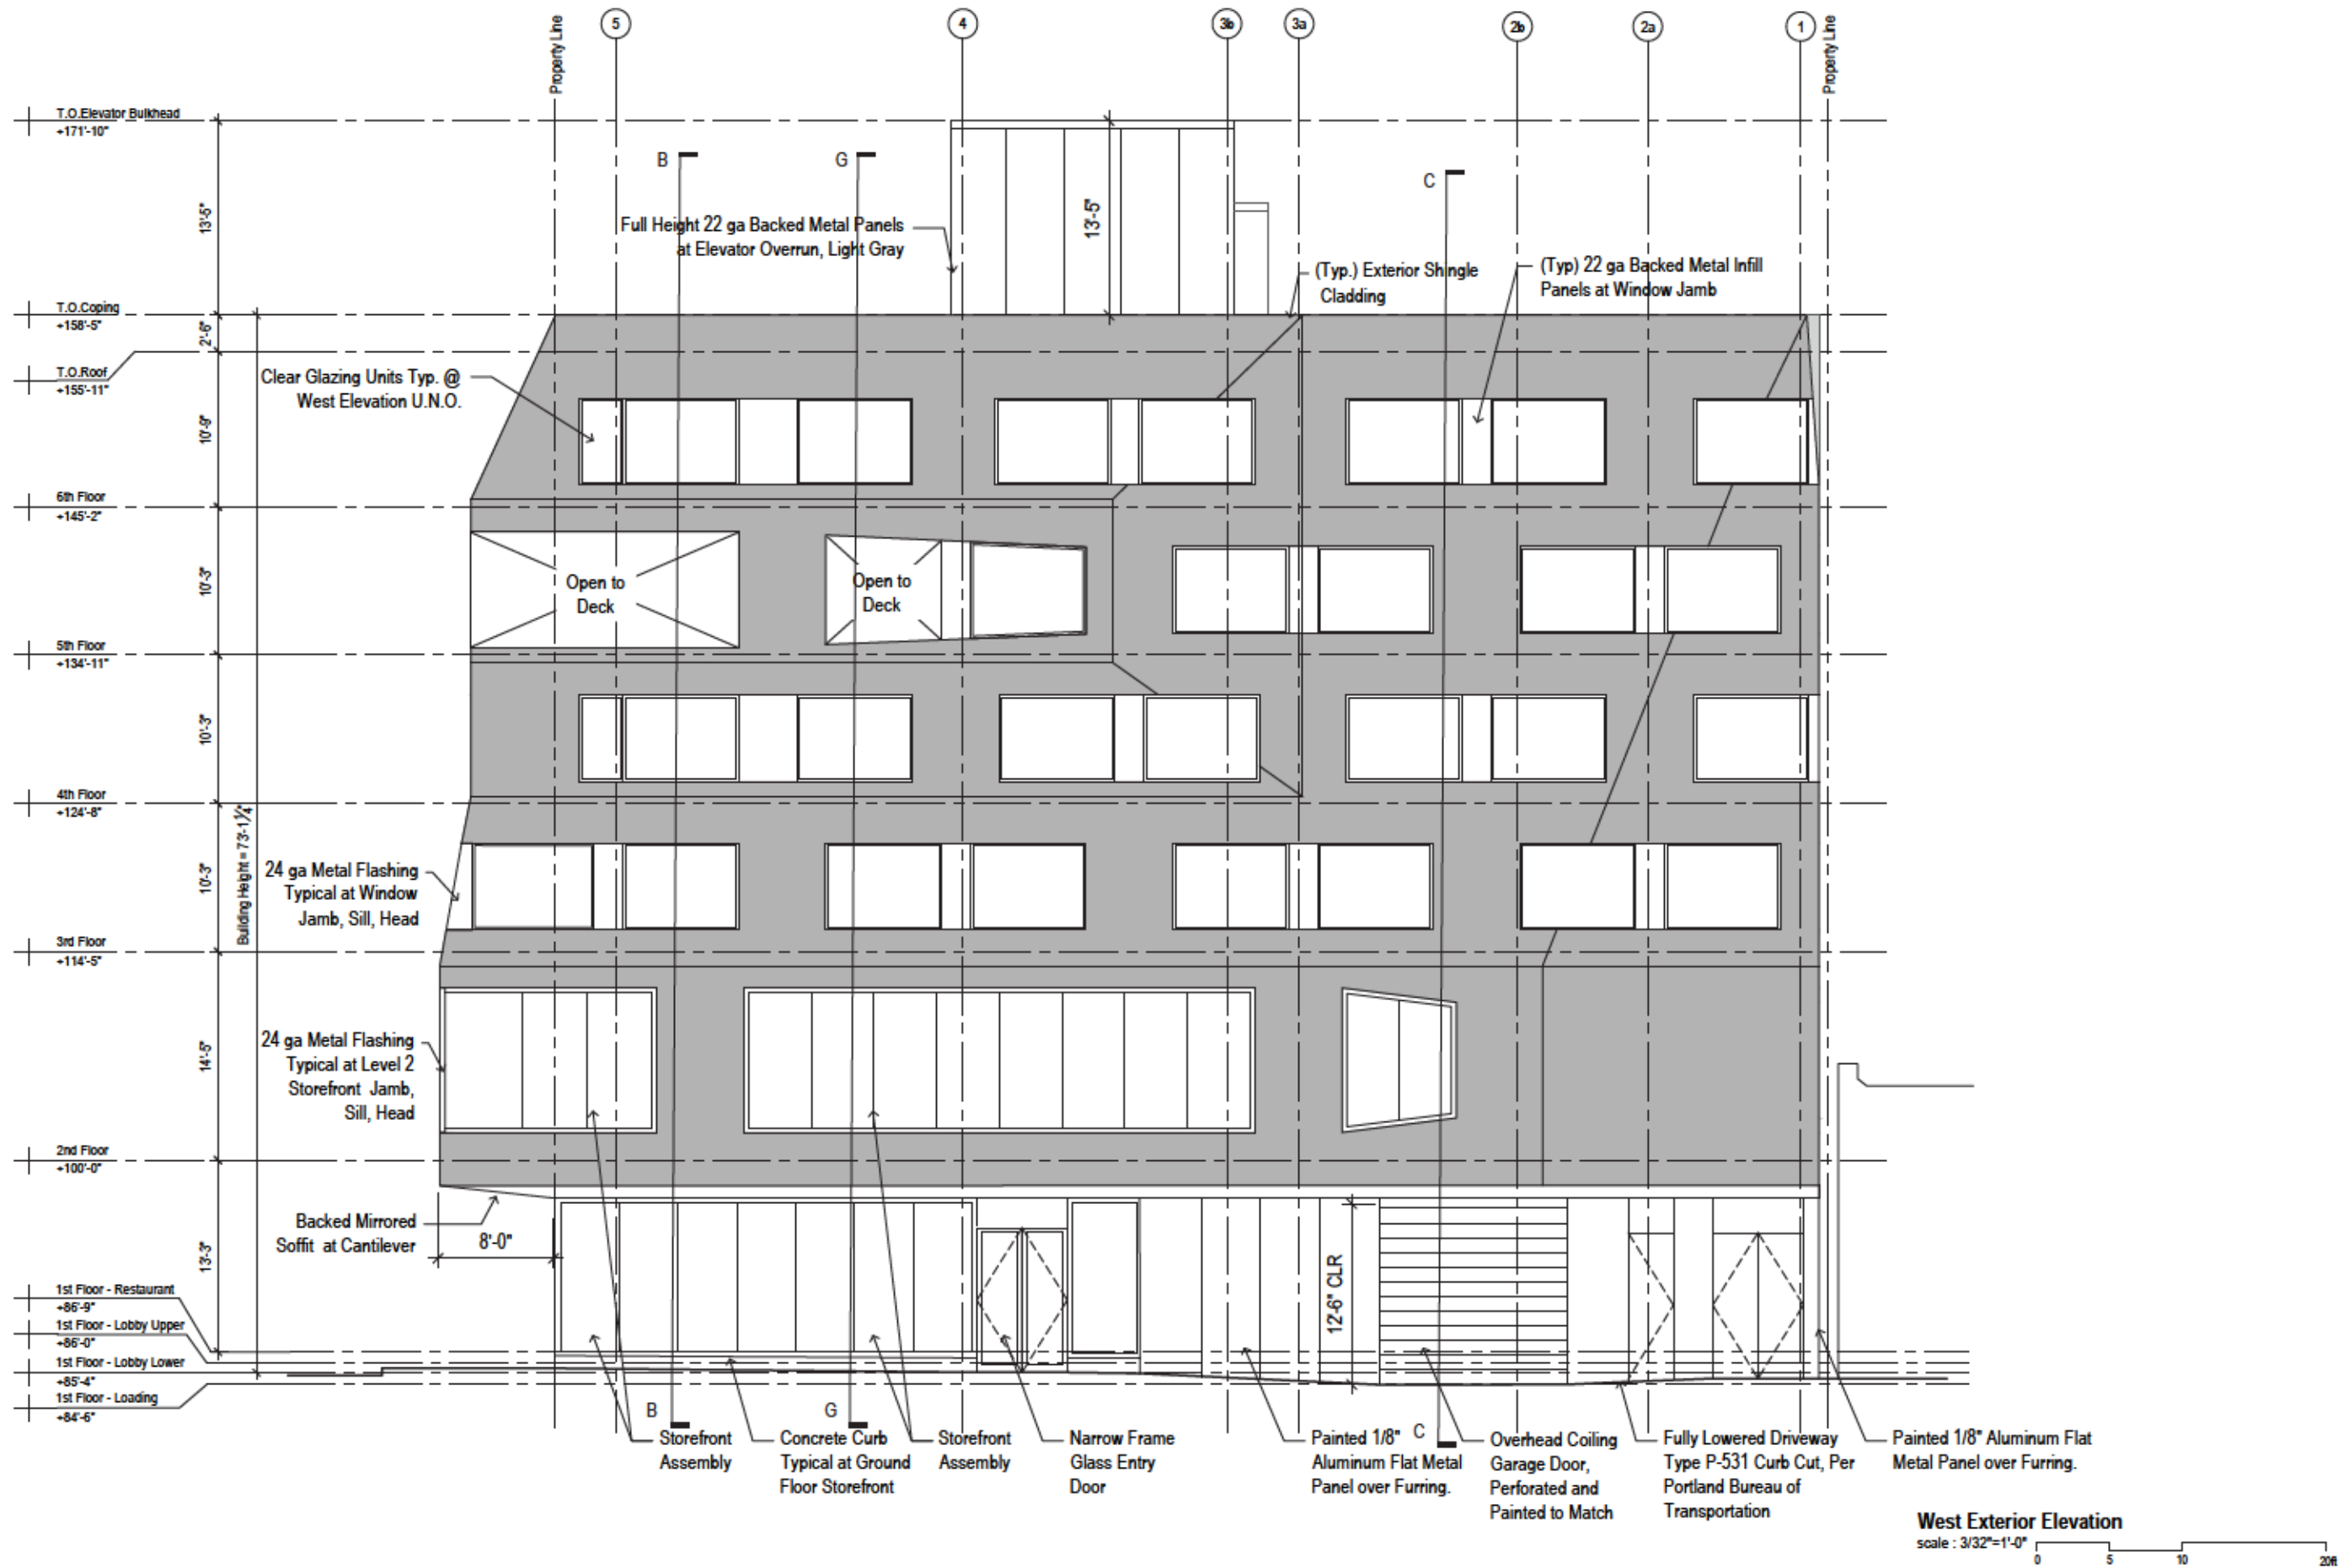 Property Line
5
4
3b
3a
2b
2a
1
Property Line
T.O.Elevator Bulkhead
+171'-10"
13'-5"
B
G
C
13'-5"
Full Height 22 ga Backed Metal Panels
at Elevator Overrun, Light Gray
(Typ.) Exterior Shingle
Cladding
(Typ) 22 ga Backed Metal Infill
Panels at Window Jamb
T.O.Coping
+158'-5"
2'-6"
T.O.Roof
+155'-11"
Clear Glazing Units Typ. @
West Elevation U.N.O.
10'-9"
6th Floor
+145'-2"
10'-3"
Open to
Deck
Open to
Deck
5th Floor
+134'-11"
10'-3"
4th Floor
+124'-8"
Building Height = 73'-1¼"
10'-3"
24 ga Metal Flashing
Typical at Window
Jamb, Sill, Head
3rd Floor
+114'-5"
14'-5"
24 ga Metal Flashing
Typical at Level 2
Storefront Jamb,
Sill, Head
2nd Floor
+100'-0"
Backed Mirrored
Soffit at Cantilever
8'-0"
13'-3"
12'-6" CLR
1st Floor - Restaurant
+86'-9"
1st Floor - Lobby Upper
+86'-0"
1st Floor - Lobby Lower
+85'-4"
1st Floor - Loading
+84'-6"
B
G
C
Storefront
Assembly
Concrete Curb
Typical at Ground
Floor Storefront
Storefront
Assembly
Narrow Frame
Glass Entry
Door
Painted 1/8"
Aluminum Flat Metal
Panel over Furring.
Overhead Coiling
Garage Door,
Perforated and
Painted to Match
Fully Lowered Driveway
Type P-531 Curb Cut, Per
Portland Bureau of
Transportation
Painted 1/8" Aluminum Flat
Metal Panel over Furring.
West Exterior Elevation
scale : 3/32"=1'-0"
0 5 10 20ft